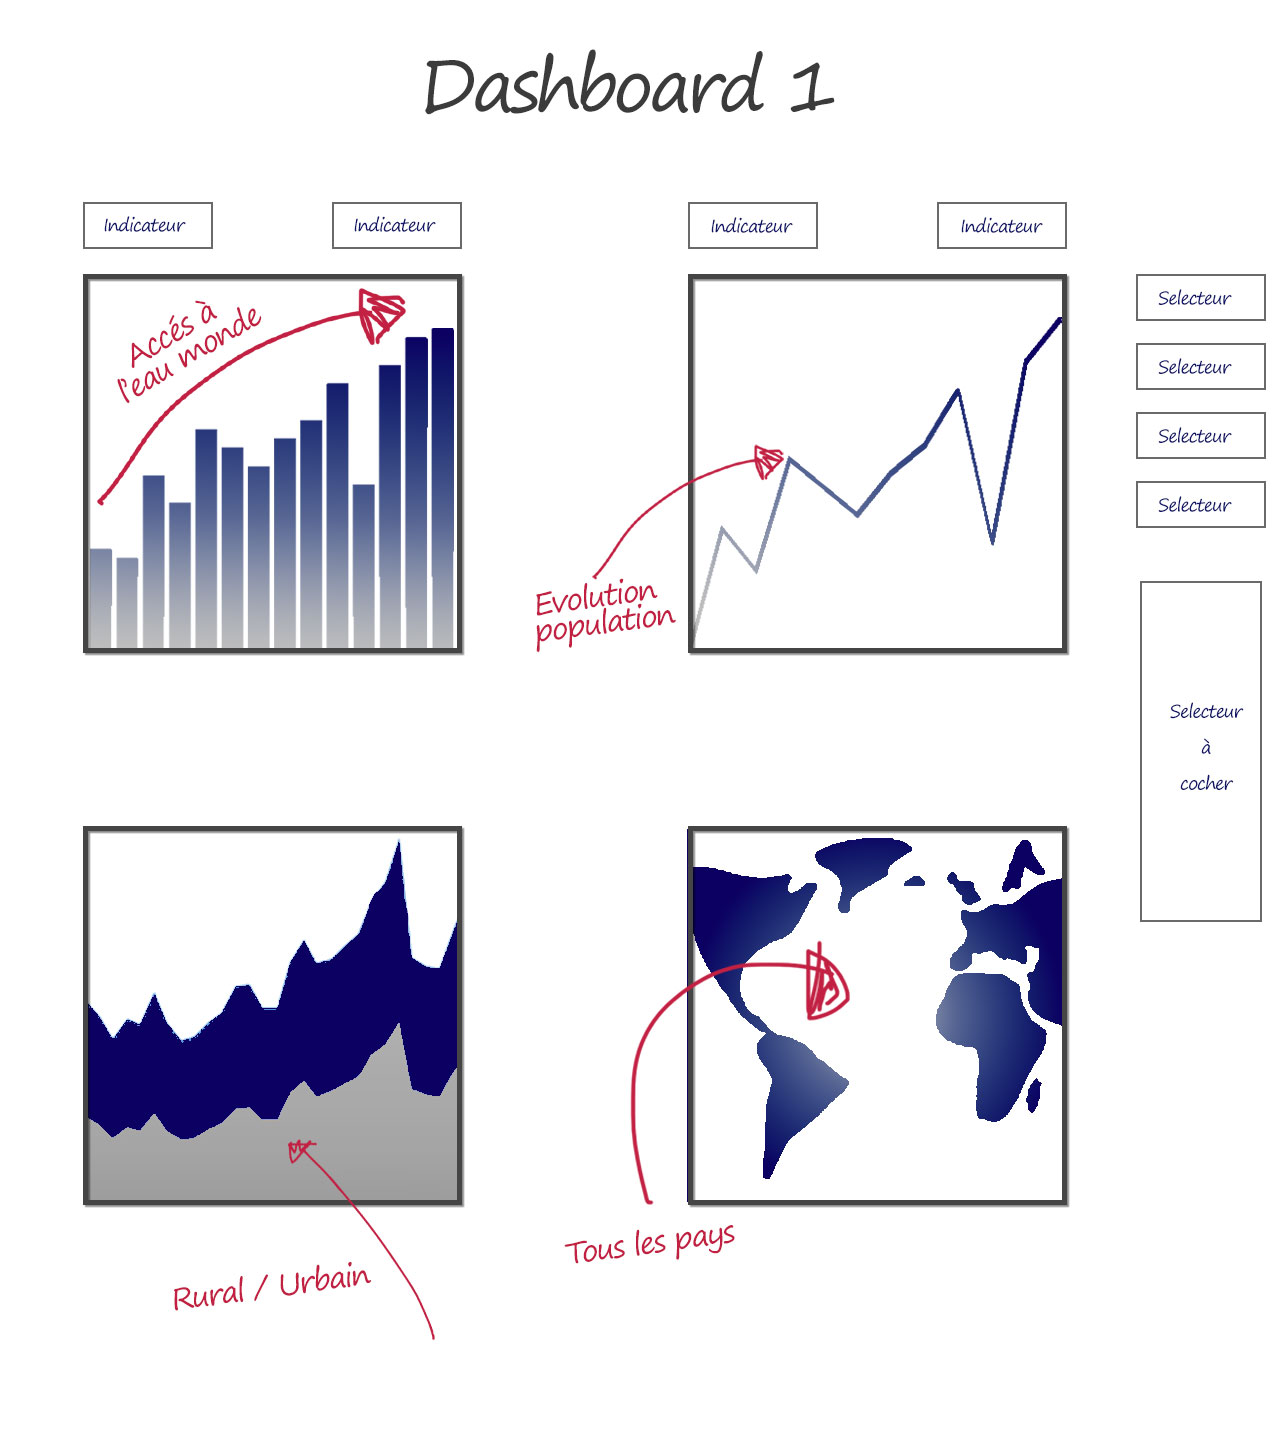 Dashboard 1
Indicateur
Indicateur
Indicateur
Indicateur
Accés à
l'eau monde
Selecteur
Selecteur
Selecteur
Selecteur
Evolution
population
Selecteur
à
cocher
Rural / Urbain
Tous les pays